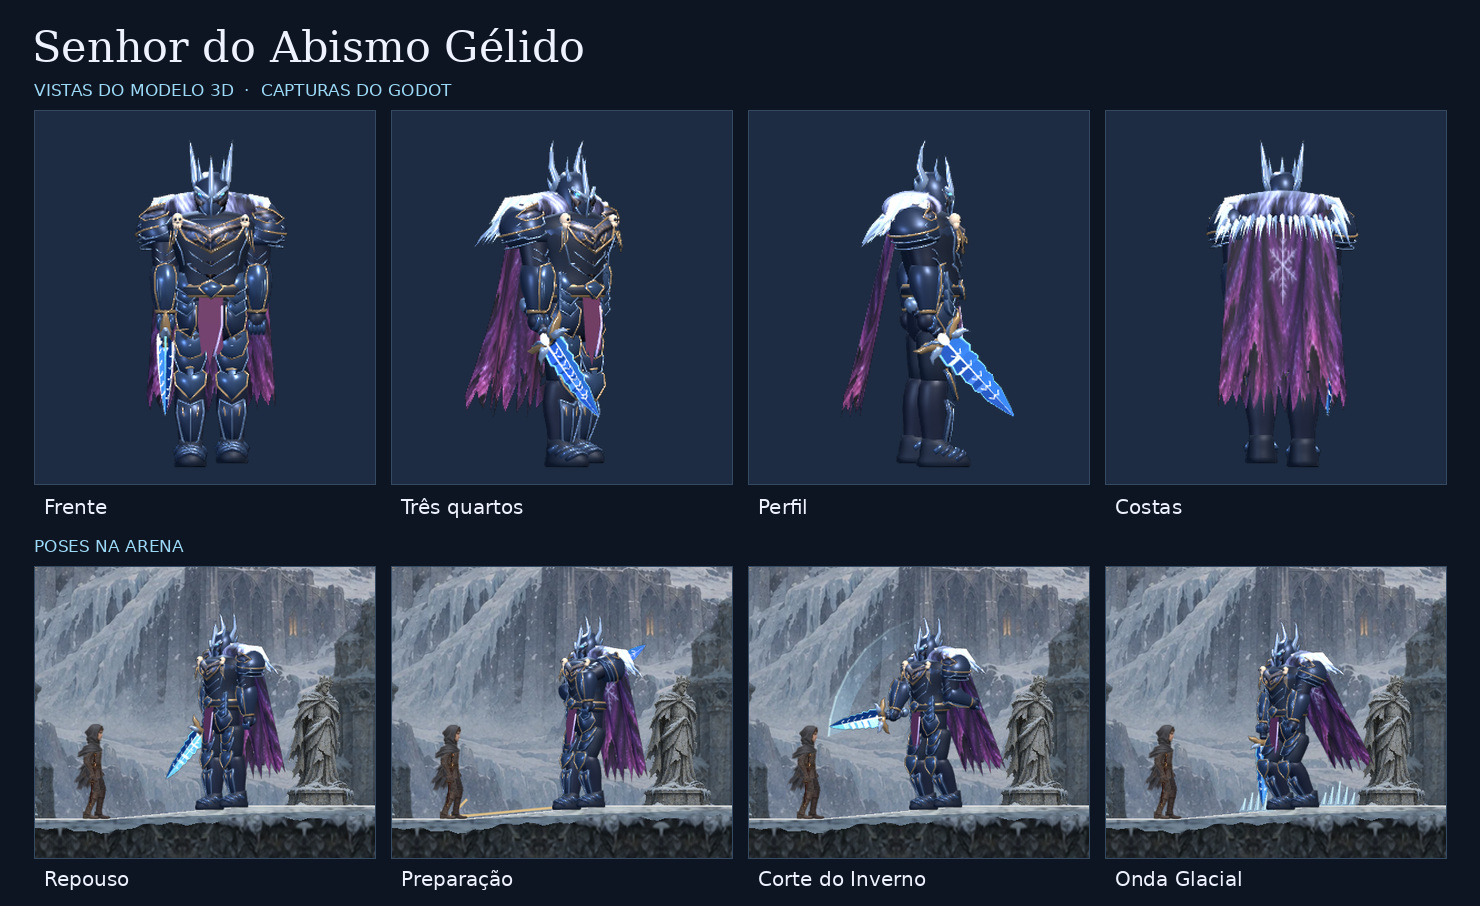 Senhor do Abismo Gélido
VISTAS DO MODELO 3D · CAPTURAS DO GODOT
Frente
Três quartos
Perfil
Costas
POSES NA ARENA
Repouso
Preparação
Corte do Inverno
Onda Glacial